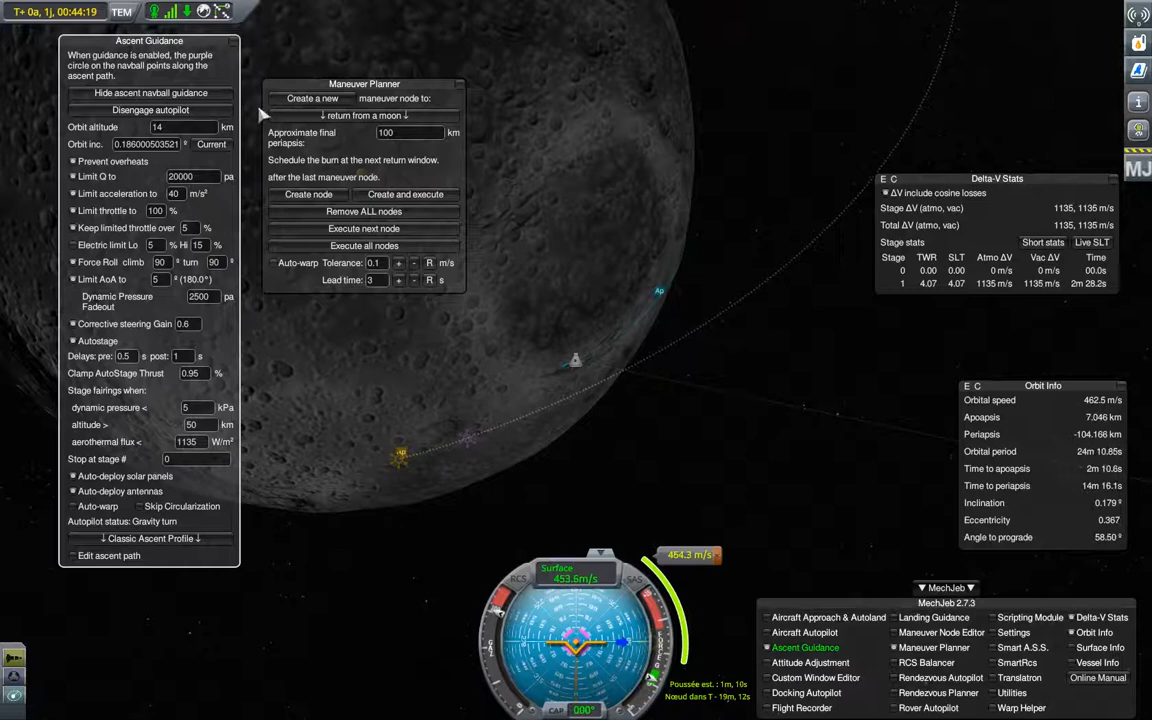 T+ 0a, 1j, 00:44:19
TEM
Ascent Guidance
When guidance is enabled, the purple
circle on the navball points along the
ascent path.
Hide ascent navball guidance
Disengage autopilot
Orbit altitude 14 km
Orbit inc. 0.186000503521 º Current
Prevent overheats
Limit Q to 20000 pa
Limit acceleration to 40 m/s²
Limit throttle to 100 %
Keep limited throttle over 5 %
Electric limit Lo 5 % Hi 15 %
Force Roll climb 90 º turn 90 º
Limit AoA to 5 º (180.0°)
Dynamic Pressure 2500 pa
Fadeout
Corrective steering Gain 0.6
Autostage
Delays: pre: 0.5 s post: 1 s
Clamp AutoStage Thrust 0.95 %
Stage fairings when:
dynamic pressure < 5 kPa
altitude > 50 km
aerothermal flux < 1135 W/m²
Stop at stage # 0
Auto-deploy solar panels
Auto-deploy antennas
Auto-warp Skip Circularization
Autopilot status: Gravity turn
↓ Classic Ascent Profile ↓
Edit ascent path
Maneuver Planner
Create a new maneuver node to:
↓ return from a moon ↓
Approximate final 100 km
periapsis:
Schedule the burn at the next return window.
after the last maneuver node.
Create node Create and execute
Remove ALL nodes
Execute next node
Execute all nodes
Auto-warp Tolerance: 0.1 + - R m/s
Lead time: 3 + - R s
Ap
Ap
MJ
E C Delta-V Stats
ΔV include cosine losses
Stage ΔV (atmo, vac) 1135, 1135 m/s
Total ΔV (atmo, vac) 1135, 1135 m/s
Stage stats Short stats Live SLT
Stage TWR SLT Atmo ΔV Vac ΔV Time
0 0.00 0.00 0 m/s 0 m/s 00.0s
1 4.07 4.07 1135 m/s 1135 m/s 2m 28.2s
E C Orbit Info
Orbital speed 462.5 m/s
Apoapsis 7.046 km
Periapsis -104.166 km
Orbital period 24m 10.85s
Time to apoapsis 2m 10.6s
Time to periapsis 14m 16.1s
Inclination 0.179 º
Eccentricity 0.367
Angle to prograde 58.50 º
454.3 m/s
Surface
453.6m/s
RCS
SAS
CAP 000°
Poussée est. : 1m, 10s
Nœud dans T - 19m, 12s
▼ MechJeb ▼
MechJeb 2.7.3
Aircraft Approach & Autoland Landing Guidance Scripting Module Delta-V Stats
Aircraft Autopilot Maneuver Node Editor Settings Orbit Info
Ascent Guidance Maneuver Planner Smart A.S.S. Surface Info
Attitude Adjustment RCS Balancer SmartRcs Vessel Info
Custom Window Editor Rendezvous Autopilot Translatron Online Manual
Docking Autopilot Rendezvous Planner Utilities
Flight Recorder Rover Autopilot Warp Helper